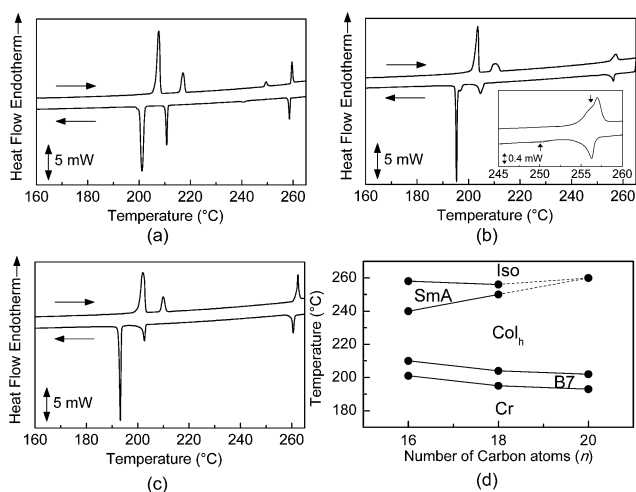 Heat Flow Endotherm
5 mW
160 180 200 220 240 260
Temperature (°C)
(a)
Heat Flow Endotherm
5 mW
0.4 mW
245 250 255 260
160 180 200 220 240 260
Temperature (°C)
(b)
Heat Flow Endotherm
5 mW
160 180 200 220 240 260
Temperature (°C)
(c)
Temperature (°C)
260
240
220
200
180
Iso
SmA
Colh
B7
Cr
16 18 20
Number of Carbon atoms (n)
(d)